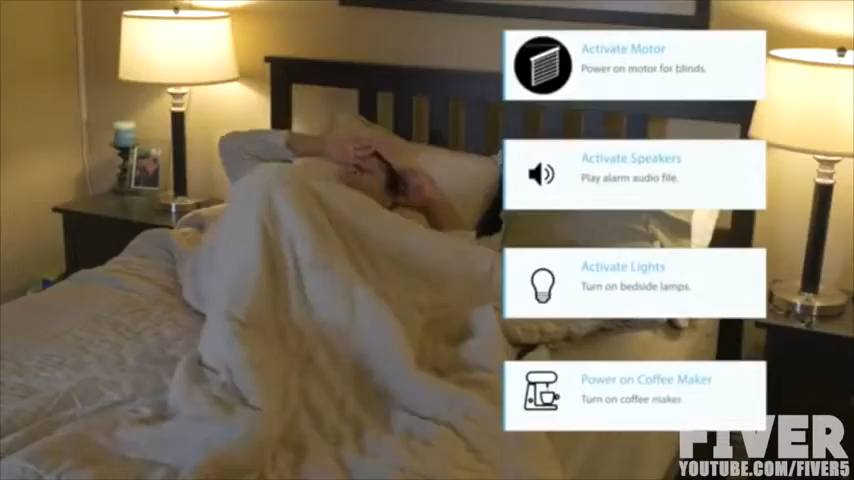 Activate Motor
Power on motor for blinds.
Activate Speakers
Play alarm audio file.
Activate Lights
Turn on bedside lamps.
Power on Coffee Maker
Turn on coffee maker.
FIVER
YOUTUBE.COM/FIVER5